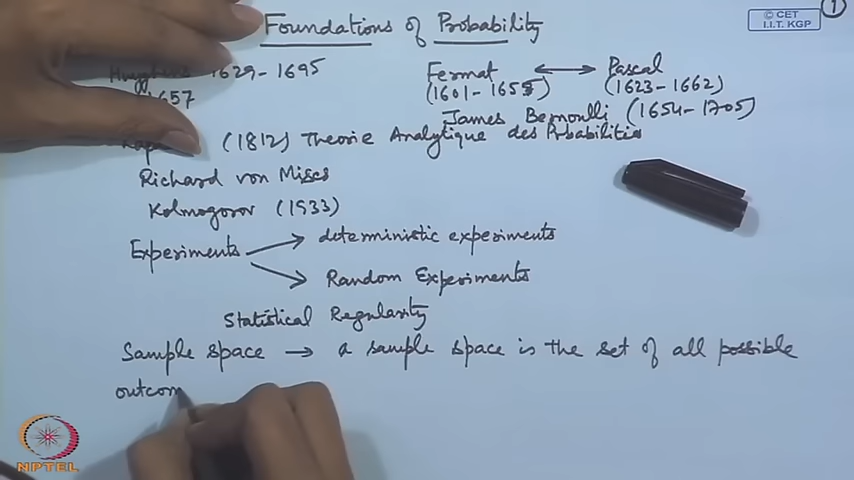 Foundations of Probability
© CET
I.I.T. KGP
1
1629-1695
1657
Fermat ↔ Pascal
(1601-1655) (1623-1662)
James Bernoulli (1654-1705)
(1812) Theorie Analytique des Probabilities
Richard von Mises
Kolmogorov (1933)
Experiments → deterministic experiments
→ Random Experiments
Statistical Regularity
Sample space → a sample space is the set of all possible
outcom
NPTEL